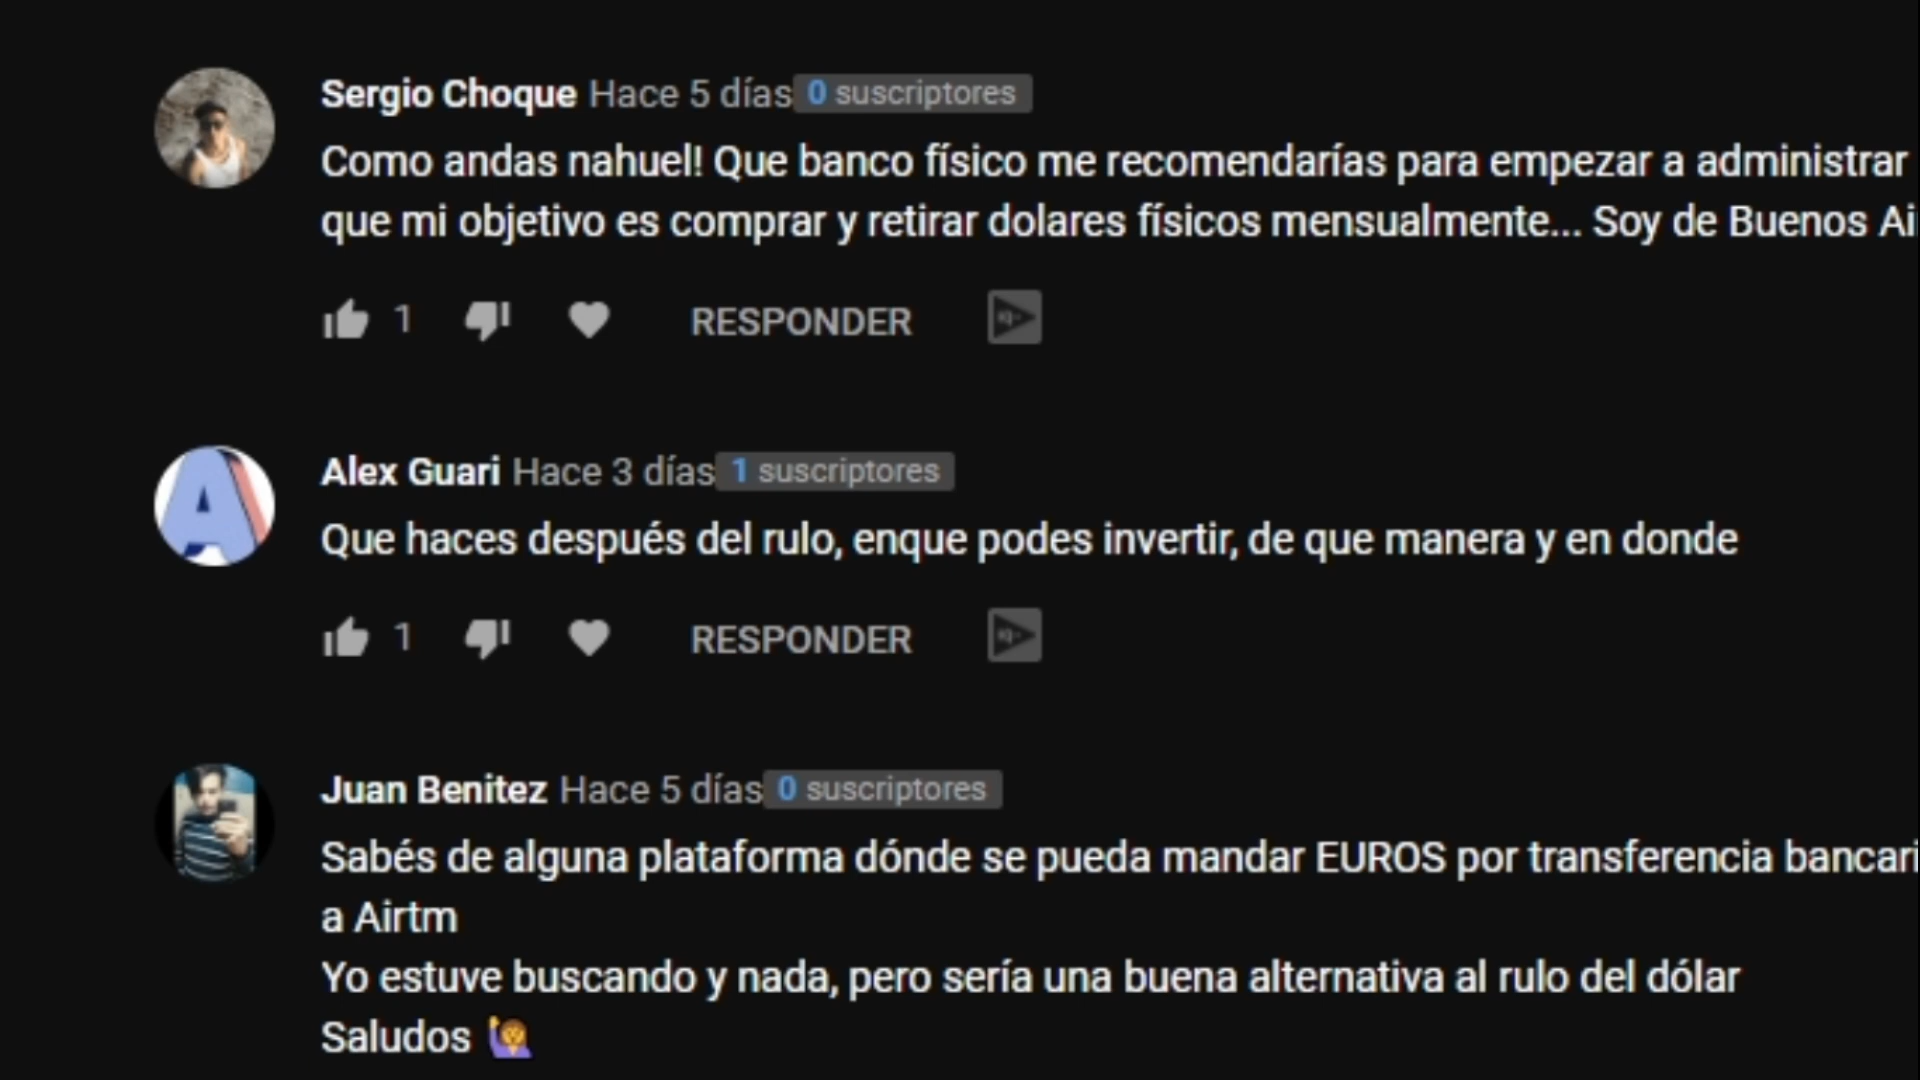 Sergio Choque Hace 5 días 0 suscriptores
Como andas nahuel! Que banco físico me recomendarías para empezar a administrar
que mi objetivo es comprar y retirar dolares físicos mensualmente... Soy de Buenos Ai
1 RESPONDER
Alex Guari Hace 3 días 1 suscriptores
Que haces después del rulo, enque podes invertir, de que manera y en donde
1 RESPONDER
Juan Benitez Hace 5 días 0 suscriptores
Sabés de alguna plataforma dónde se pueda mandar EUROS por transferencia bancari
a Airtm
Yo estuve buscando y nada, pero sería una buena alternativa al rulo del dólar
Saludos 🙋‍♀️